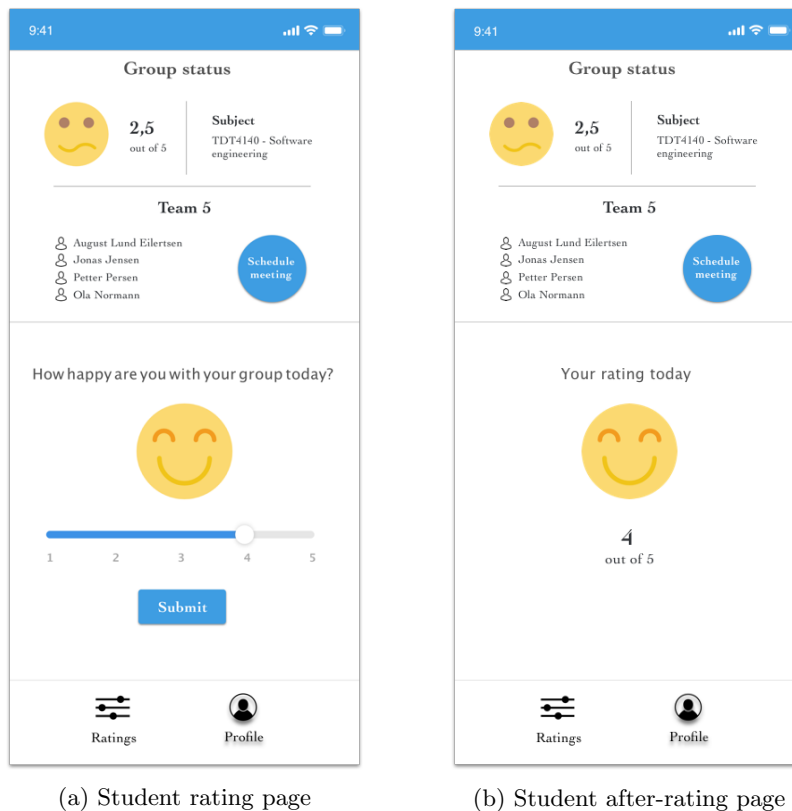 9:41
Group status
2,5
out of 5
Subject
TDT4140 - Software
engineering
Team 5
August Lund Eilertsen
Jonas Jensen
Petter Persen
Ola Normann
Schedule
meeting
How happy are you with your group today?
1 2 3 4 5
Submit
Ratings
Profile
(a) Student rating page
9:41
Group status
2,5
out of 5
Subject
TDT4140 - Software
engineering
Team 5
August Lund Eilertsen
Jonas Jensen
Petter Persen
Ola Normann
Schedule
meeting
Your rating today
4
out of 5
Ratings
Profile
(b) Student after-rating page